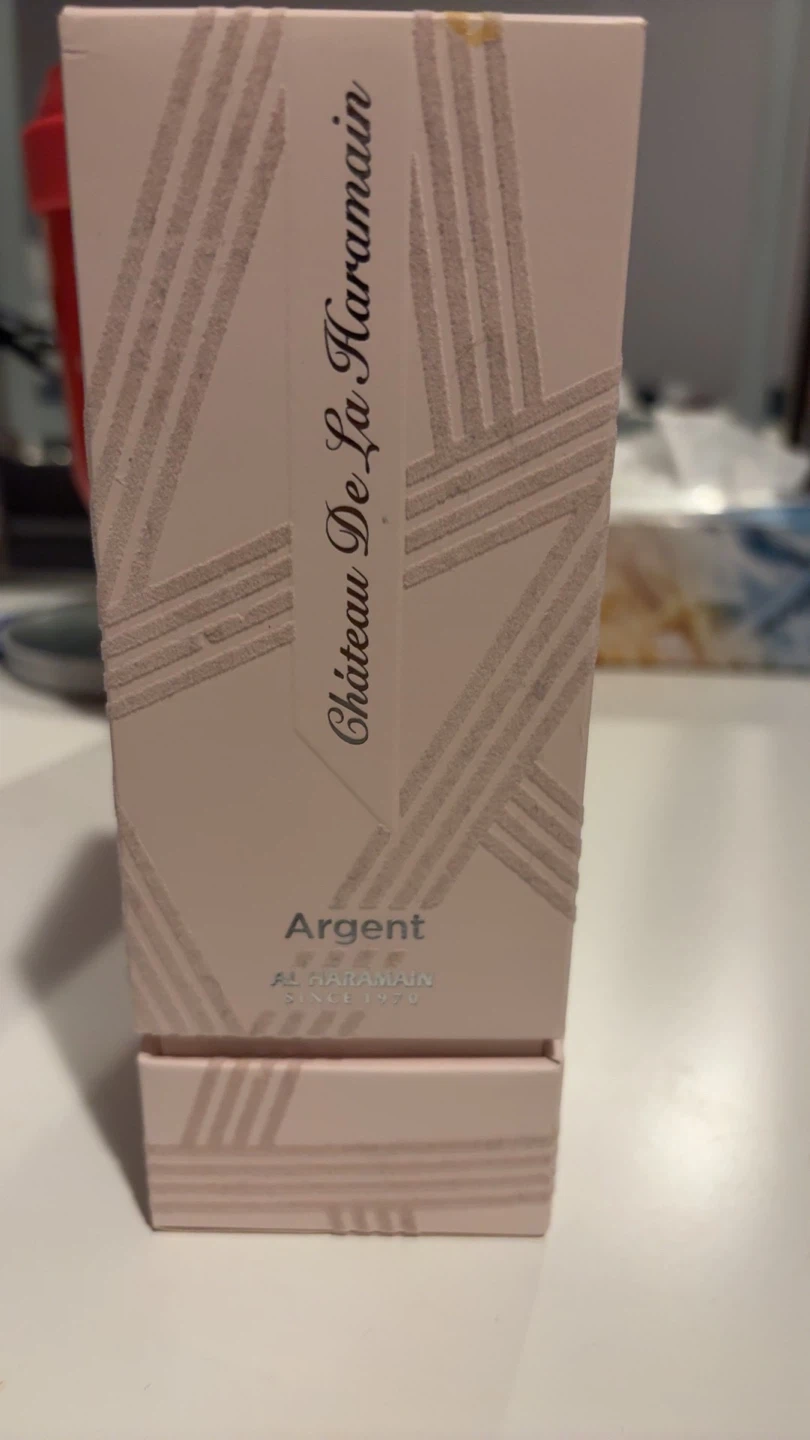 Château De La Haramain
Argent
AL HARAMAIN
SINCE 1970